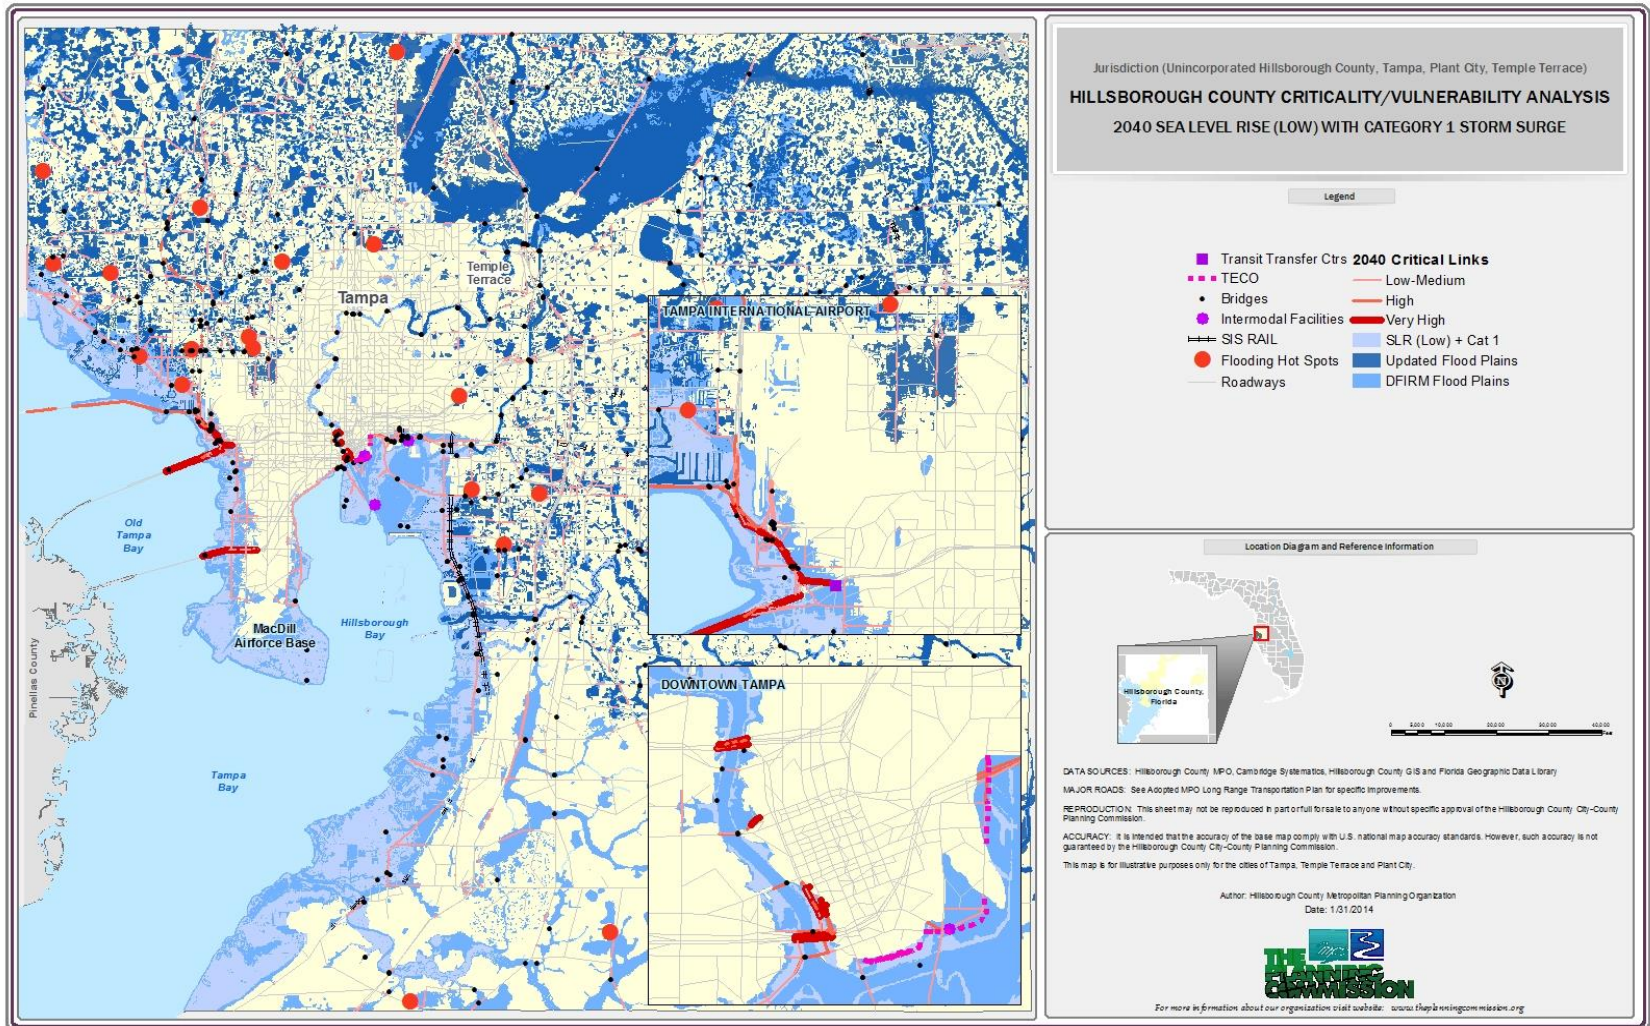 Jurisdiction (Unincorporated Hillsborough County, Tampa, Plant City, Temple Terrace)
HILLSBOROUGH COUNTY CRITICALITY/VULNERABILITY ANALYSIS
2040 SEA LEVEL RISE (LOW) WITH CATEGORY 1 STORM SURGE
Legend
Transit Transfer Ctrs
TECO
Bridges
Intermodal Facilities
SIS RAIL
Flooding Hot Spots
Roadways
2040 Critical Links
Low-Medium
High
Very High
SLR (Low) + Cat 1
Updated Flood Plains
DFIRM Flood Plains
Tampa
Temple
Terrace
Old
Tampa
Bay
MacDill
Airforce Base
Hillsborough
Bay
Pinellas County
Tampa
Bay
TAMPA INTERNATIONAL AIRPORT
DOWNTOWN TAMPA
Location Diagram and Reference Information
Hillsborough County,
Florida
N
0
10,000
20,000
30,000
40,000
Feet
DATA SOURCES: Hillsborough County MPO, Cambridge Systematics, Hillsborough County GIS and Florida Geographic Data Library
MAJOR ROADS: See Adopted MPO Long Range Transportation Plan for specific improvements.
REPRODUCTION: This sheet may not be reproduced in part or full for sale to anyone without specific approval of the Hillsborough County City-County
Planning Commission.
ACCURACY: It is intended that the accuracy of the base map comply with U.S. national map accuracy standards. However, such accuracy is not
guaranteed by the Hillsborough County City-County Planning Commission.
This map is for illustrative purposes only for the cities of Tampa, Temple Terrace and Plant City.
Author: Hillsborough County Metropolitan Planning Organization
Date: 1/31/2014
THE
PLANNING
COMMISSION
For more information about our organization visit website: www.theplanningcommission.org